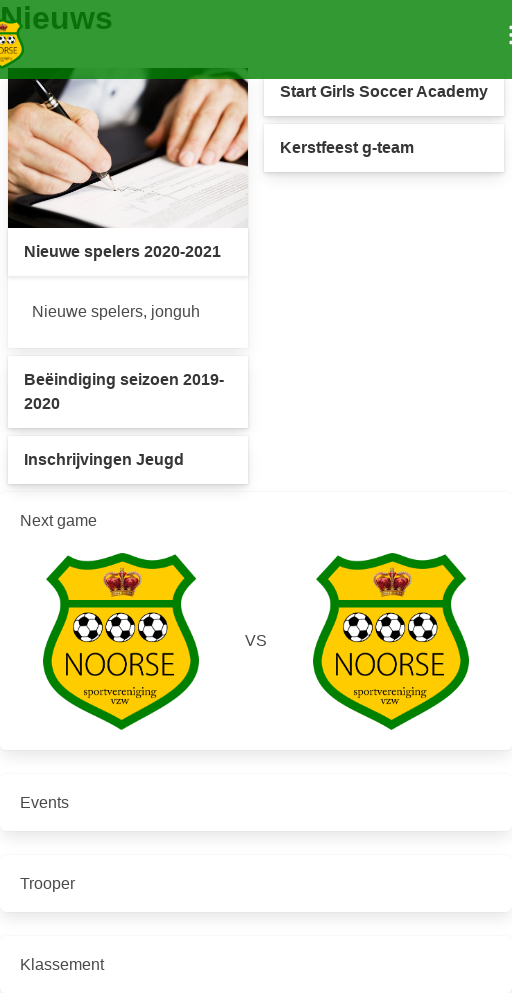 Nieuws
NOORSE
Nieuwe spelers 2020-2021
Nieuwe spelers, jonguh
Beëindiging seizoen 2019-
2020
Inschrijvingen Jeugd
Start Girls Soccer Academy
Kerstfeest g-team
Next game
NOORSE
sportvereniging
vzw
VS
NOORSE
sportvereniging
vzw
Events
Trooper
Klassement